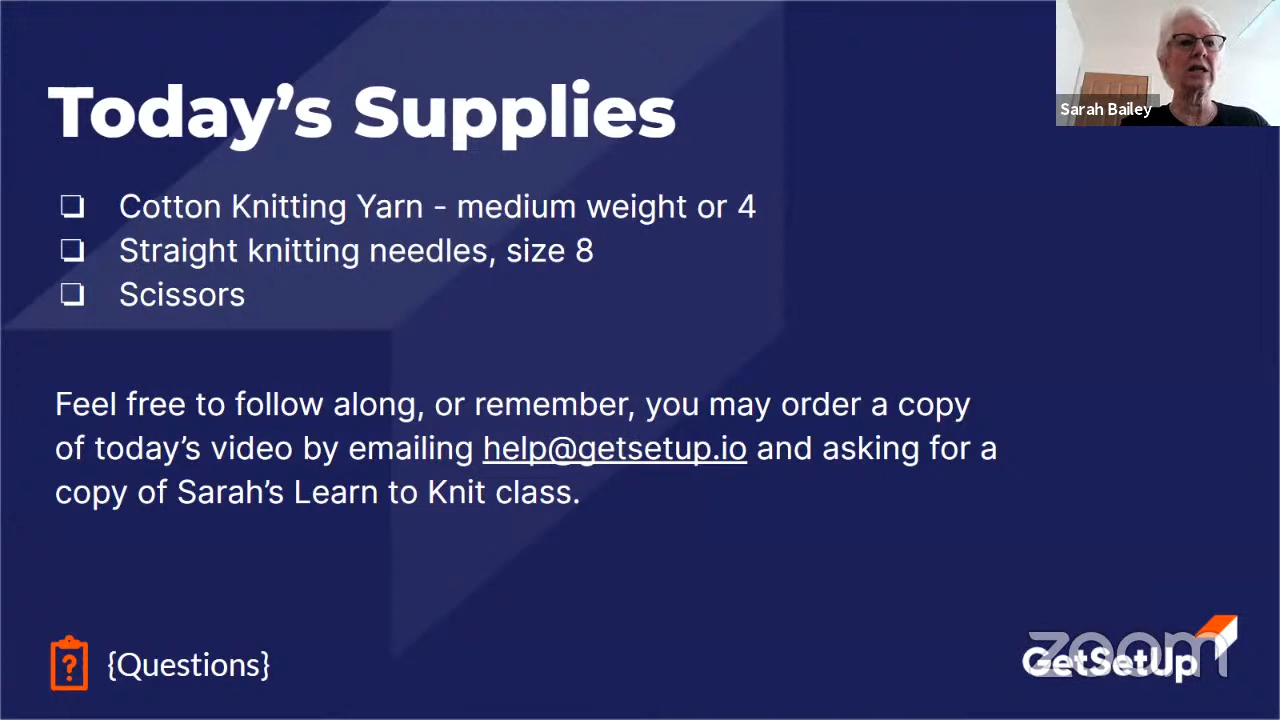 Today's Supplies
Sarah Bailey
❏ Cotton Knitting Yarn - medium weight or 4
❏ Straight knitting needles, size 8
❏ Scissors
Feel free to follow along, or remember, you may order a copy
of today's video by emailing help@getsetup.io and asking for a
copy of Sarah's Learn to Knit class.
{Questions}
zoom
GetSetUp